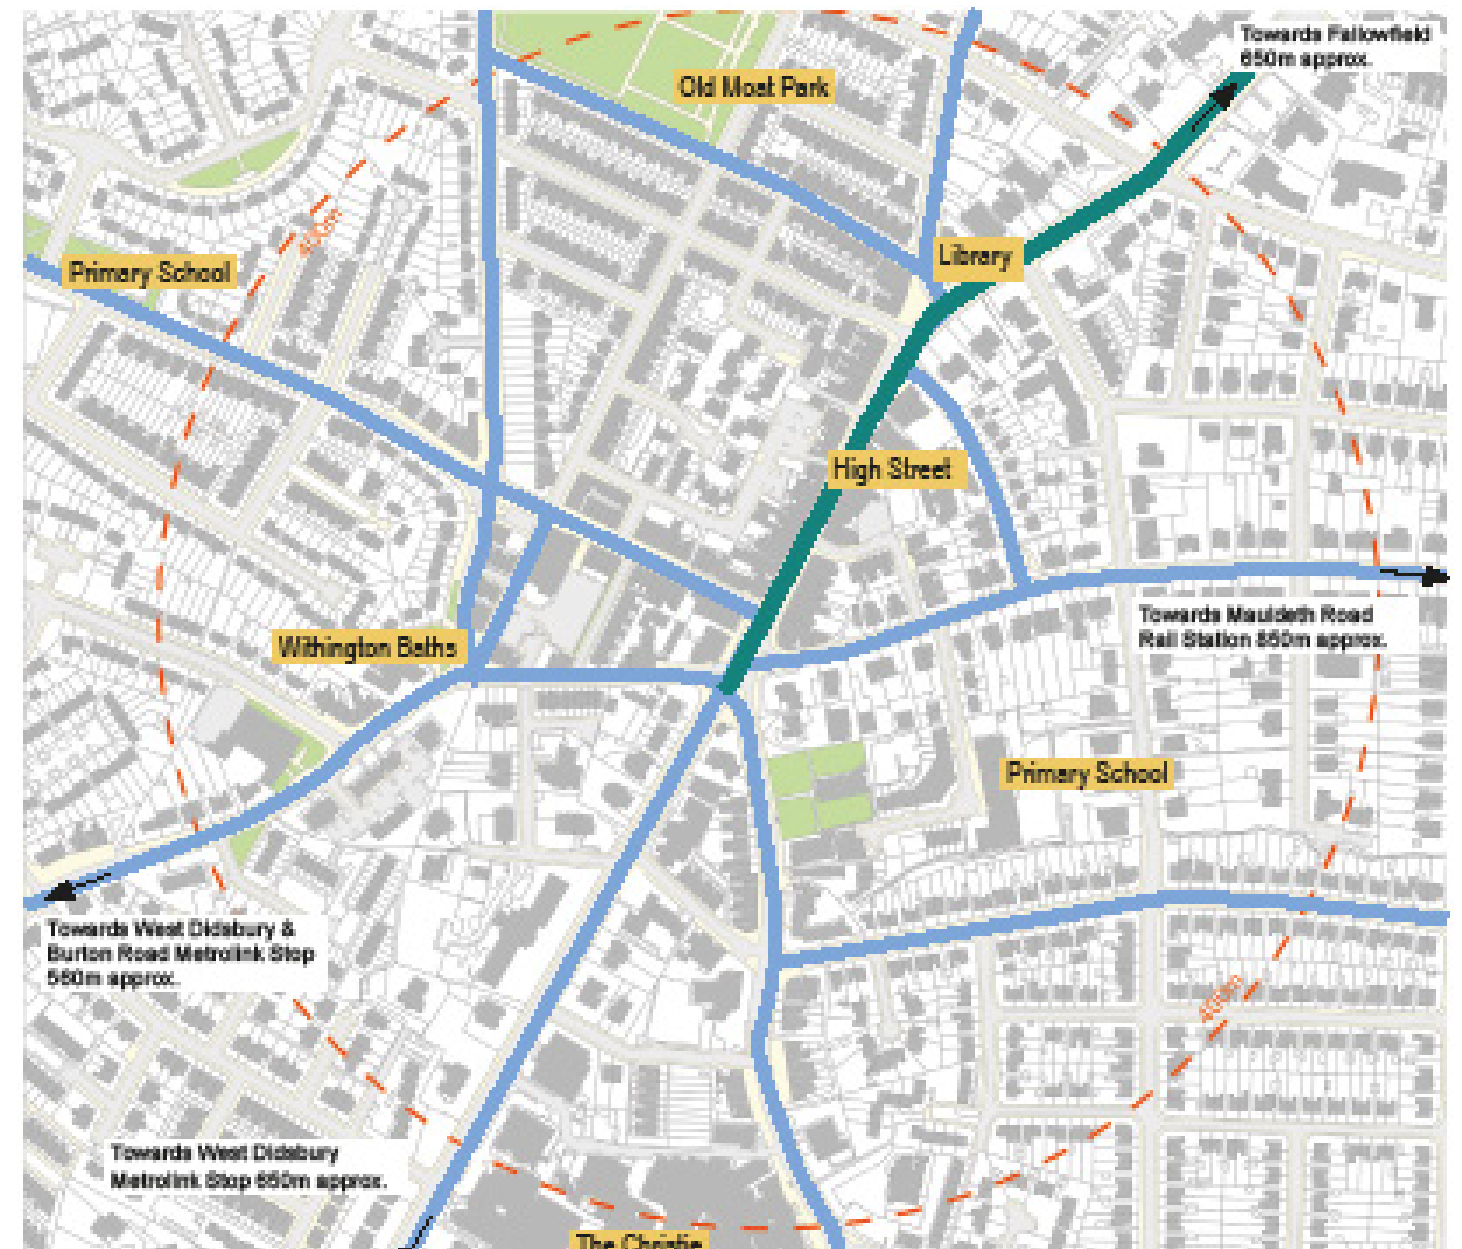 Towards Fallowfield
650m approx.
Old Moat Park
400m
Library
Primary School
High Street
Towards Mauldeth Road
Rail Station 850m approx.
Withington Baths
Primary School
Towards West Didsbury &
Burton Road Metrolink Stop
560m approx.
400m
Towards West Didsbury
Metrolink Stop 650m approx.
The Christie